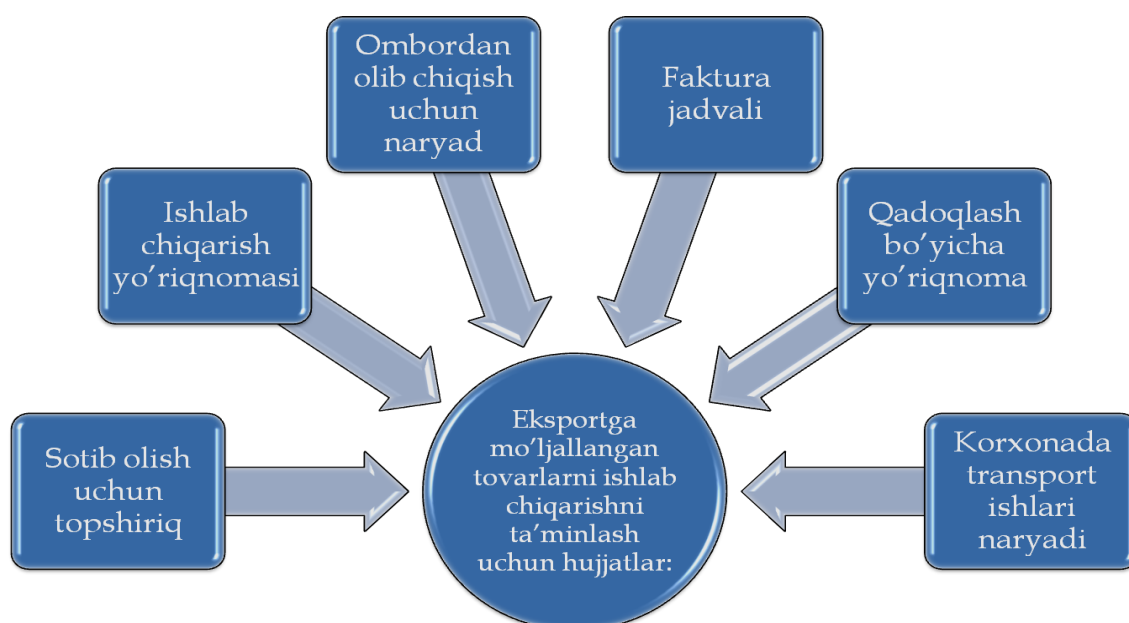 Ombordan
olib chiqish
uchun
naryad
Faktura
jadvali
Ishlab
chiqarish
yo’riqnomasi
Qadoqlash
bo’yicha
yo’riqnoma
Sotib olish
uchun
topshiriq
Eksportga
mo’ljallangan
tovarlarni ishlab
chiqarishni
ta’minlash
uchun hujjatlar:
Korxonada
transport
ishlari
naryadi